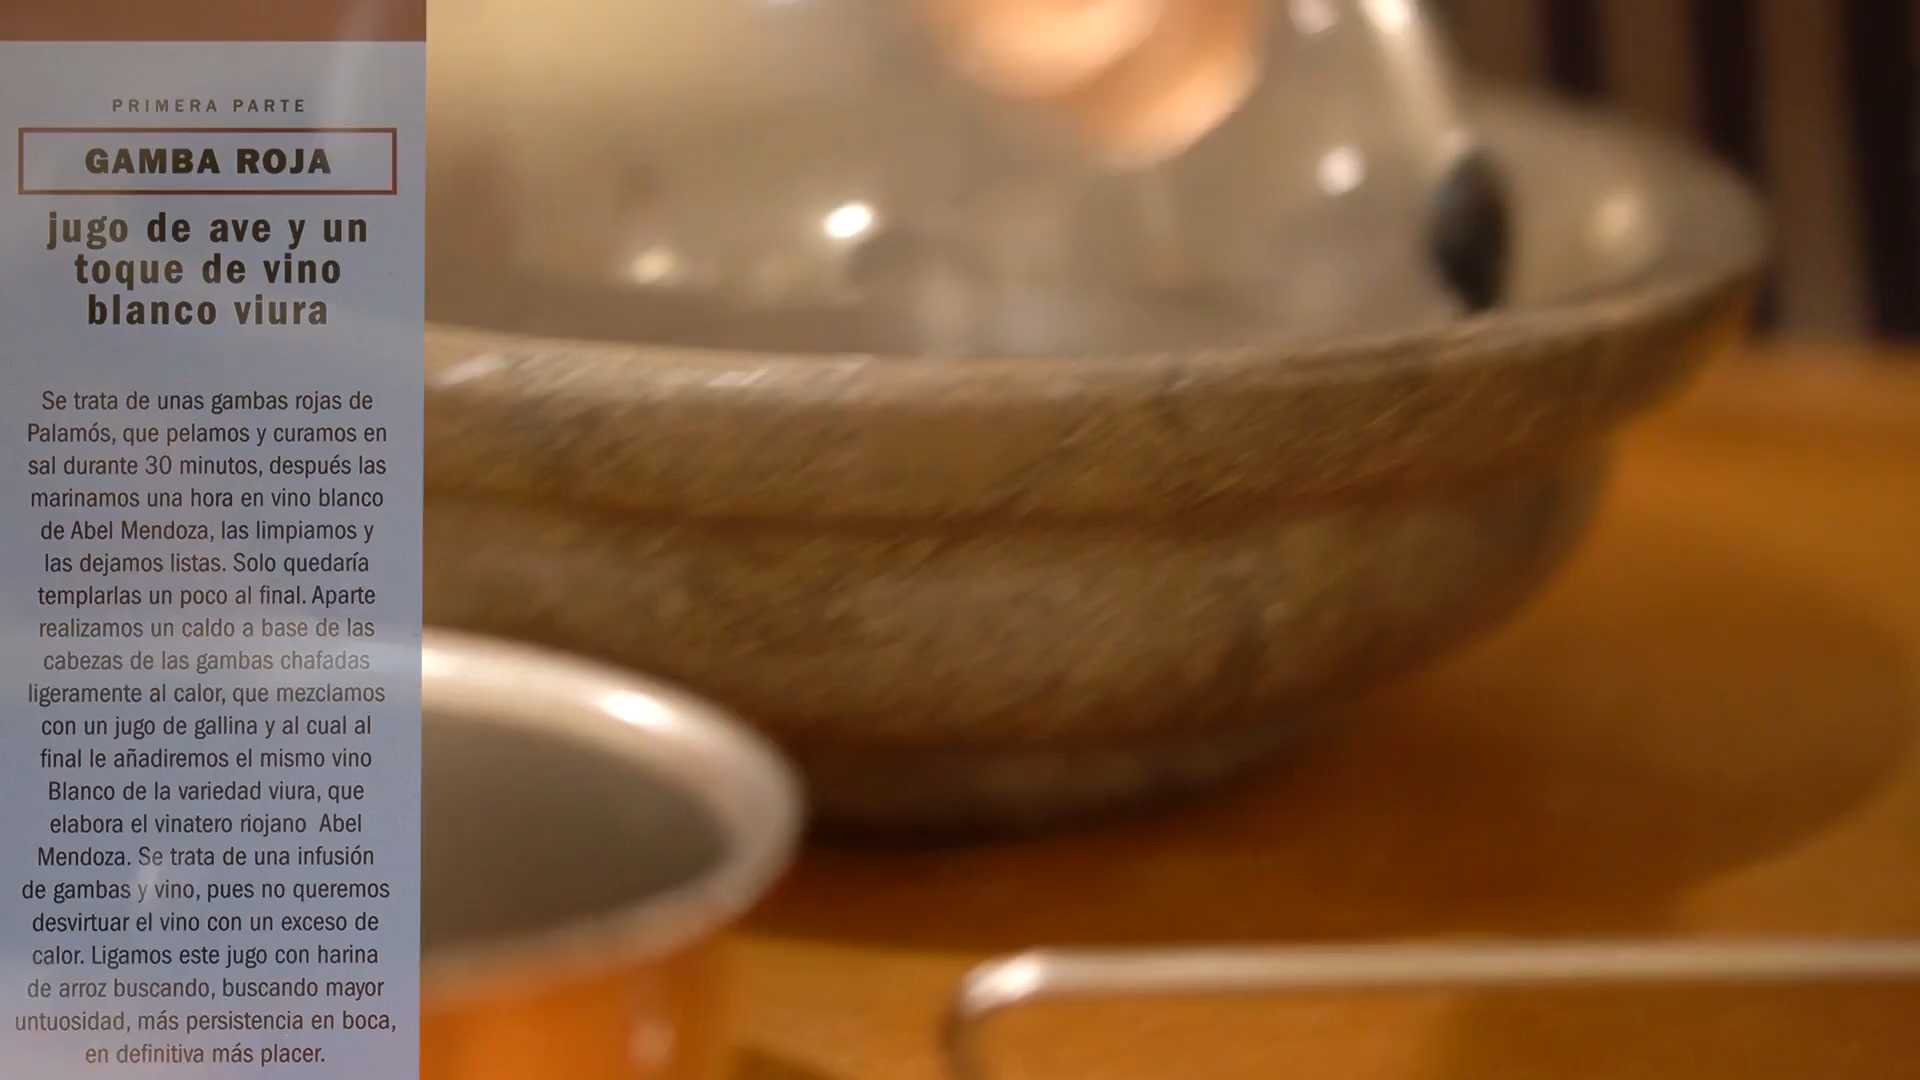 PRIMERA PARTE
GAMBA ROJA
jugo de ave y un
toque de vino
blanco viura
Se trata de unas gambas rojas de
Palamós, que pelamos y curamos en
sal durante 30 minutos, después las
marinamos una hora en vino blanco
de Abel Mendoza, las limpiamos y
las dejamos listas. Solo quedaría
templarlas un poco al final. Aparte
realizamos un caldo a base de las
cabezas de las gambas chafadas
ligeramente al calor, que mezclamos
con un jugo de gallina y al cual al
final le añadiremos el mismo vino
Blanco de la variedad viura, que
elabora el vinatero riojano Abel
Mendoza. Se trata de una infusión
de gambas y vino, pues no queremos
desvirtuar el vino con un exceso de
calor. Ligamos este jugo con harina
de arroz buscando, buscando mayor
untuosidad, más persistencia en boca,
en definitiva más placer.